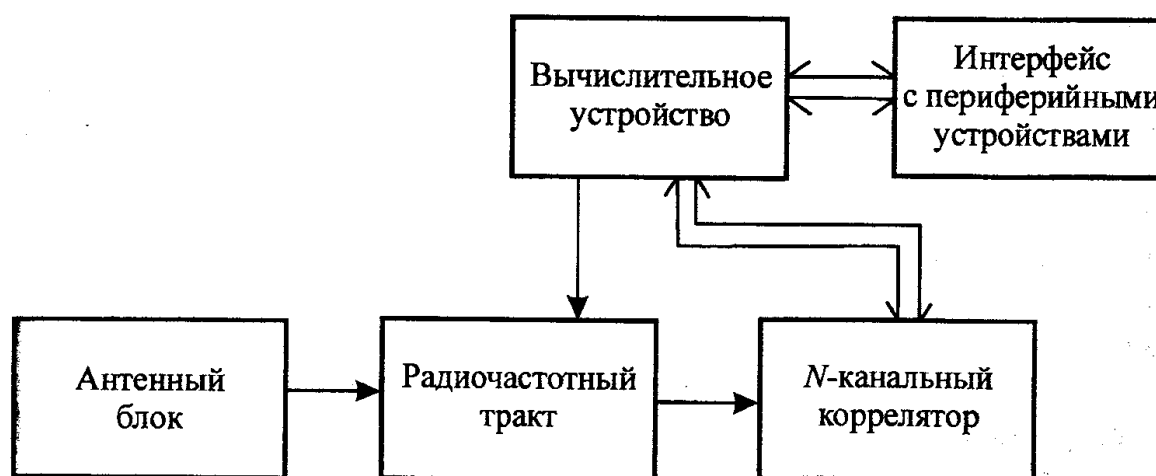 Вычислительное
устройство
Интерфейс
с периферийными
устройствами
Антенный
блок
Радиочастотный
тракт
N-канальный
коррелятор